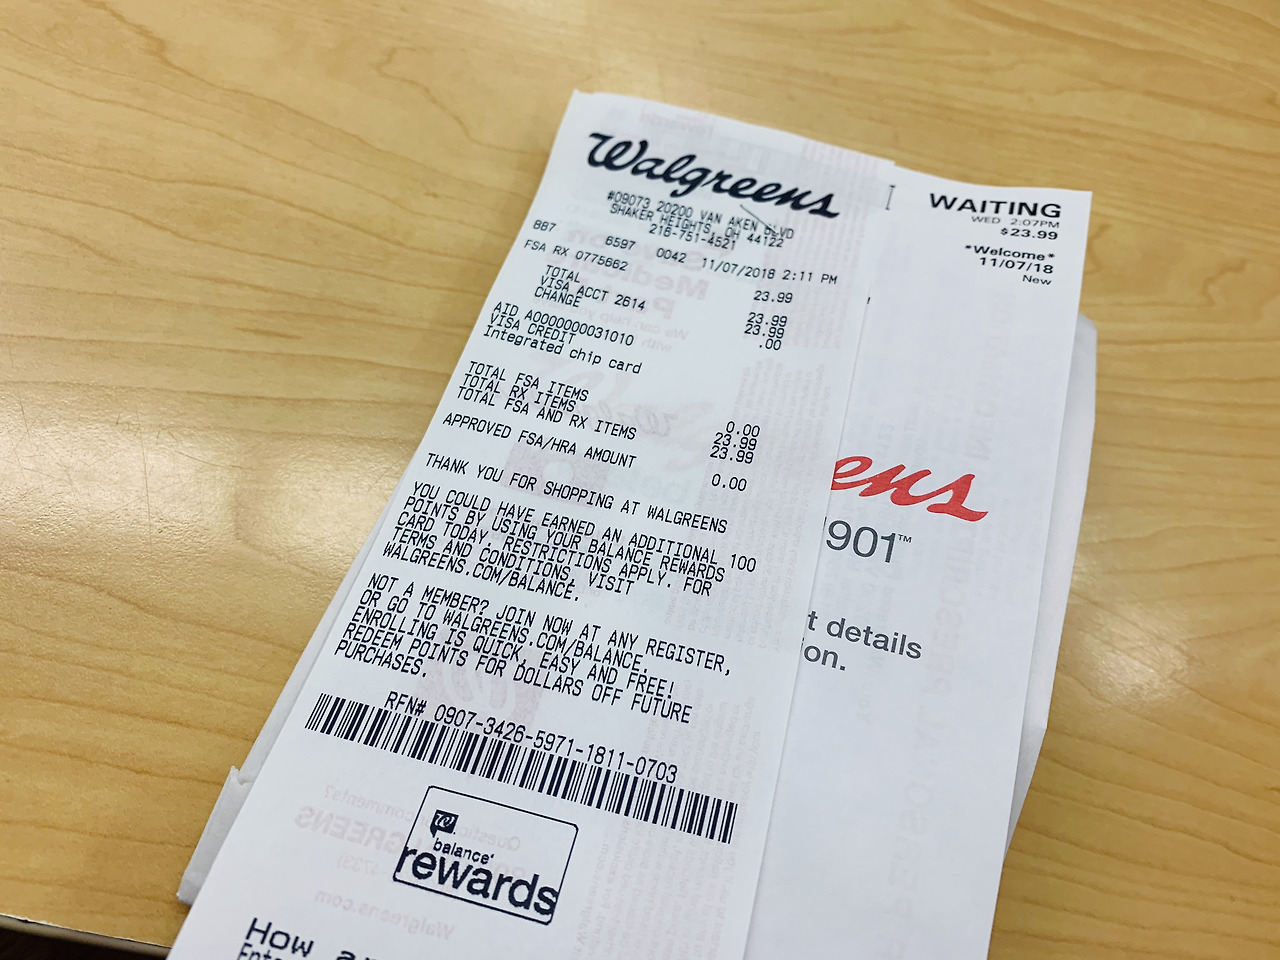 Walgreens
#09073 20200 VAN AKEN BLVD
SHAKER HEIGHTS, OH 44122
216-751-4521
887 6597 0042 11/07/2018 2:11 PM
FSA RX 0775662 23.99
TOTAL 23.99
VISA ACCT 2614 23.99
CHANGE .00
AID A0000000031010
VISA CREDIT
Integrated chip card
TOTAL FSA ITEMS 0.00
TOTAL RX ITEMS 23.99
TOTAL FSA AND RX ITEMS 23.99
APPROVED FSA/HRA AMOUNT 0.00
THANK YOU FOR SHOPPING AT WALGREENS
YOU COULD HAVE EARNED AN ADDITIONAL 100
POINTS BY USING YOUR BALANCE REWARDS
CARD TODAY. RESTRICTIONS APPLY. FOR
TERMS AND CONDITIONS, VISIT
WALGREENS.COM/BALANCE.
NOT A MEMBER? JOIN NOW AT ANY REGISTER,
OR GO TO WALGREENS.COM/BALANCE.
ENROLLING IS QUICK, EASY AND FREE!
REDEEM POINTS FOR DOLLARS OFF FUTURE
PURCHASES.
RFN# 0907-3426-5971-1811-0703
balance
rewards
How
WAITING
WED 2:07PM
$23.99
*Welcome*
11/07/18
New
eens
1901™
t details
ion.